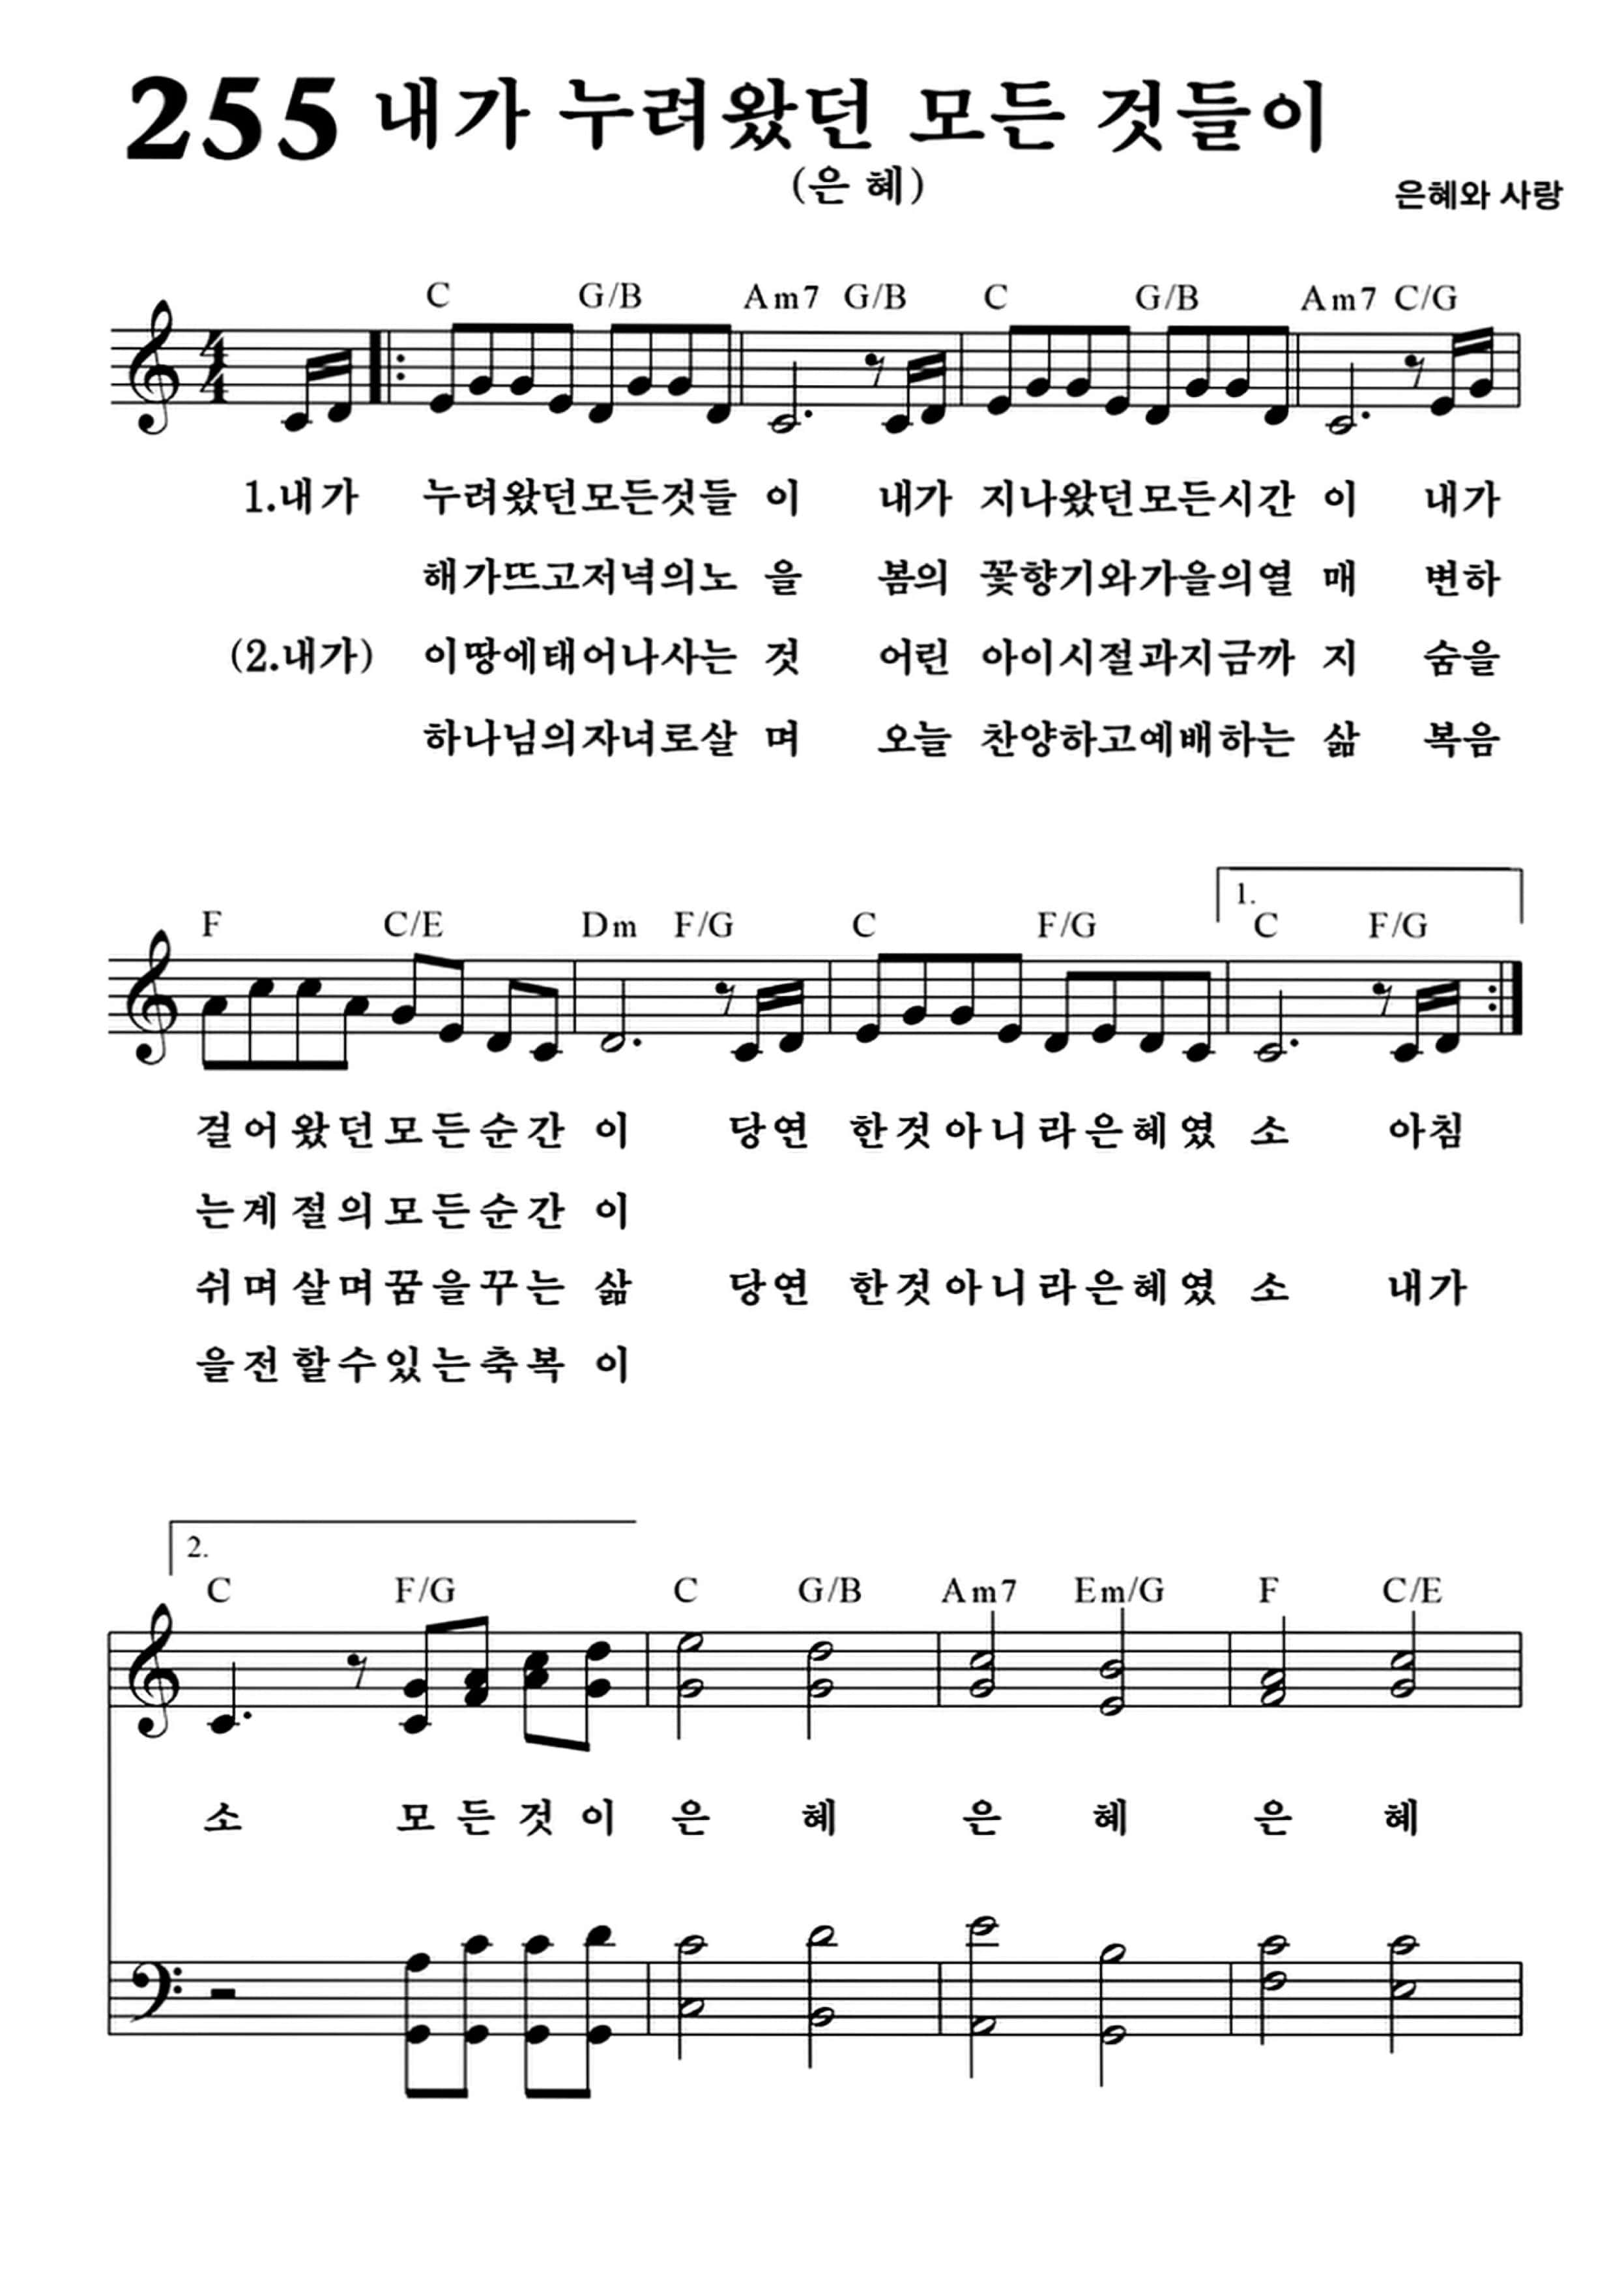 255 내가 누려왔던 모든 것들이
(은 혜)
은혜와 사랑
C G/B Am7 G/B C G/B Am7 C/G
4
4
1.내가 누려왔던모든것들 이 내가 지나왔던모든시간 이 내가
해가뜨고저녁의노 을 봄의 꽃향기와가을의열 매 변하
(2.내가) 이땅에태어나사는 것 어린 아이시절과지금까 지 숨을
하나님의자녀로살 며 오늘 찬양하고예배하는 삶 복음
1.
F C/E Dm F/G C F/G C F/G
걸어왔던모든순간 이 당연 한것아니라은혜였 소 아침
는계절의모든순간 이
쉬며살며꿈을꾸는 삶 당연 한것아니라은혜였 소 내가
을전할수있는축복 이
2.
C F/G C G/B Am7 Em/G F C/E
소 모 든 것 이 은 혜 은 혜 은 혜